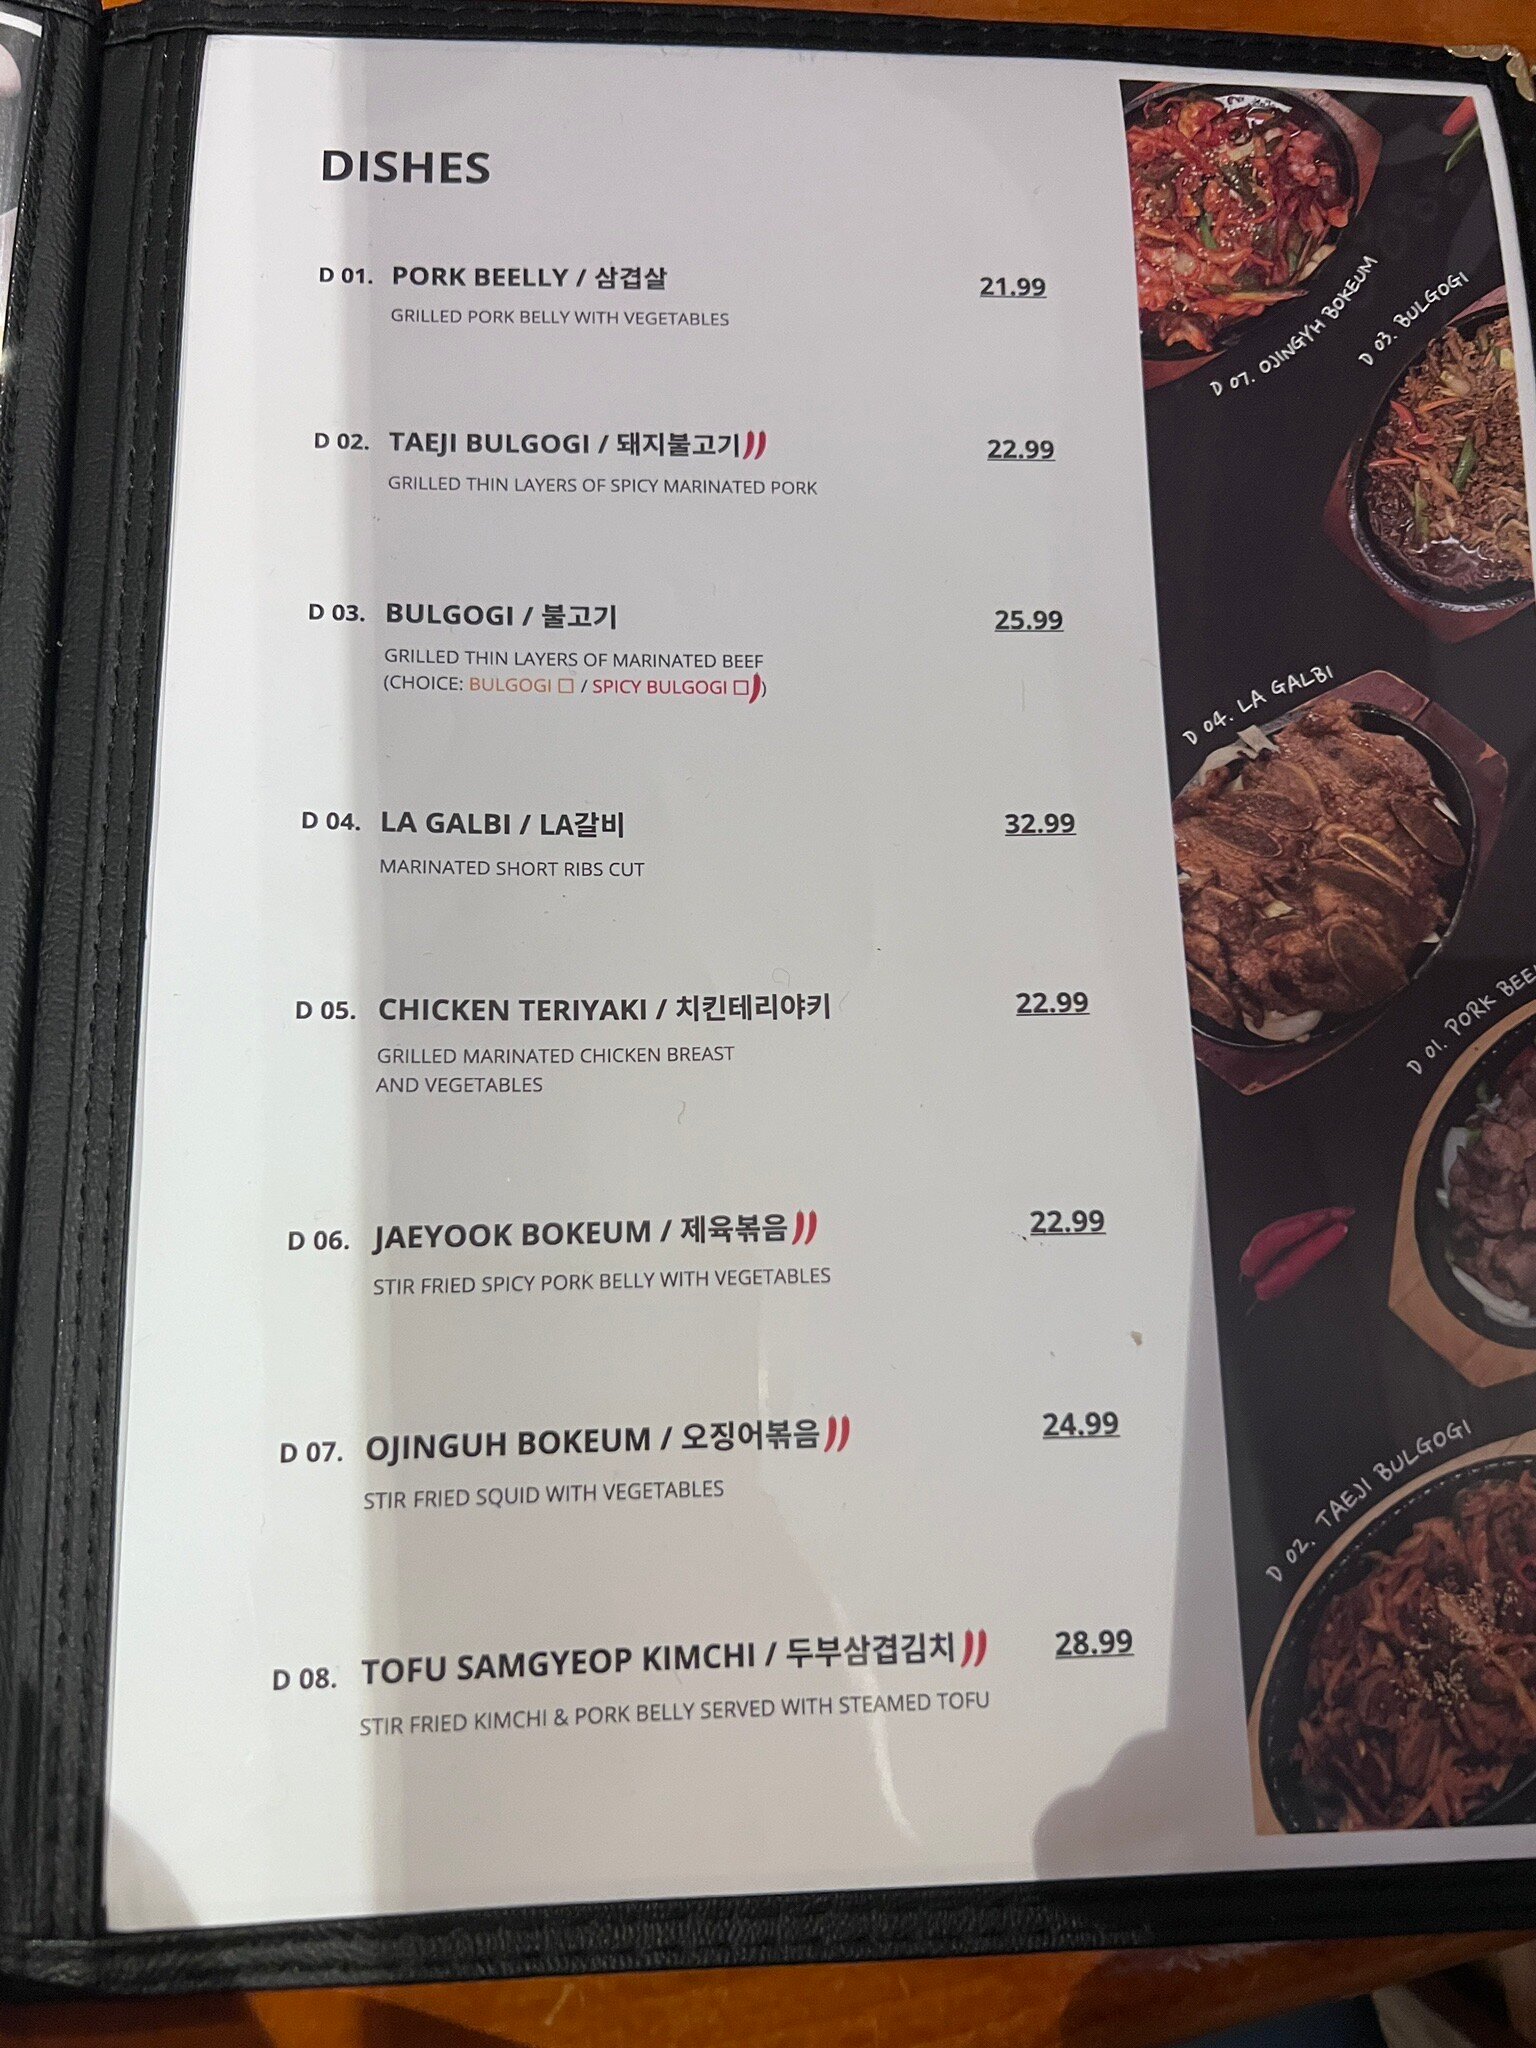 DISHES
D 01. PORK BEELLY / 삼겹살 21.99
GRILLED PORK BELLY WITH VEGETABLES
D 02. TAEJI BULGOGI / 돼지불고기 22.99
GRILLED THIN LAYERS OF SPICY MARINATED PORK
D 03. BULGOGI / 불고기 25.99
GRILLED THIN LAYERS OF MARINATED BEEF
(CHOICE: BULGOGI ☐ / SPICY BULGOGI ☐)
D 04. LA GALBI / LA갈비 32.99
MARINATED SHORT RIBS CUT
D 05. CHICKEN TERIYAKI / 치킨테리야키 22.99
GRILLED MARINATED CHICKEN BREAST
AND VEGETABLES
D 06. JAEYOOK BOKEUM / 제육볶음 22.99
STIR FRIED SPICY PORK BELLY WITH VEGETABLES
D 07. OJINGUH BOKEUM / 오징어볶음 24.99
STIR FRIED SQUID WITH VEGETABLES
D 08. TOFU SAMGYEOP KIMCHI / 두부삼겹김치 28.99
STIR FRIED KIMCHI & PORK BELLY SERVED WITH STEAMED TOFU
D 07. OJINGYH BOKEUM
D 03. BULGOGI
D 04. LA GALBI
D 01. PORK BEE
D 02. TAEJI BULGOGI